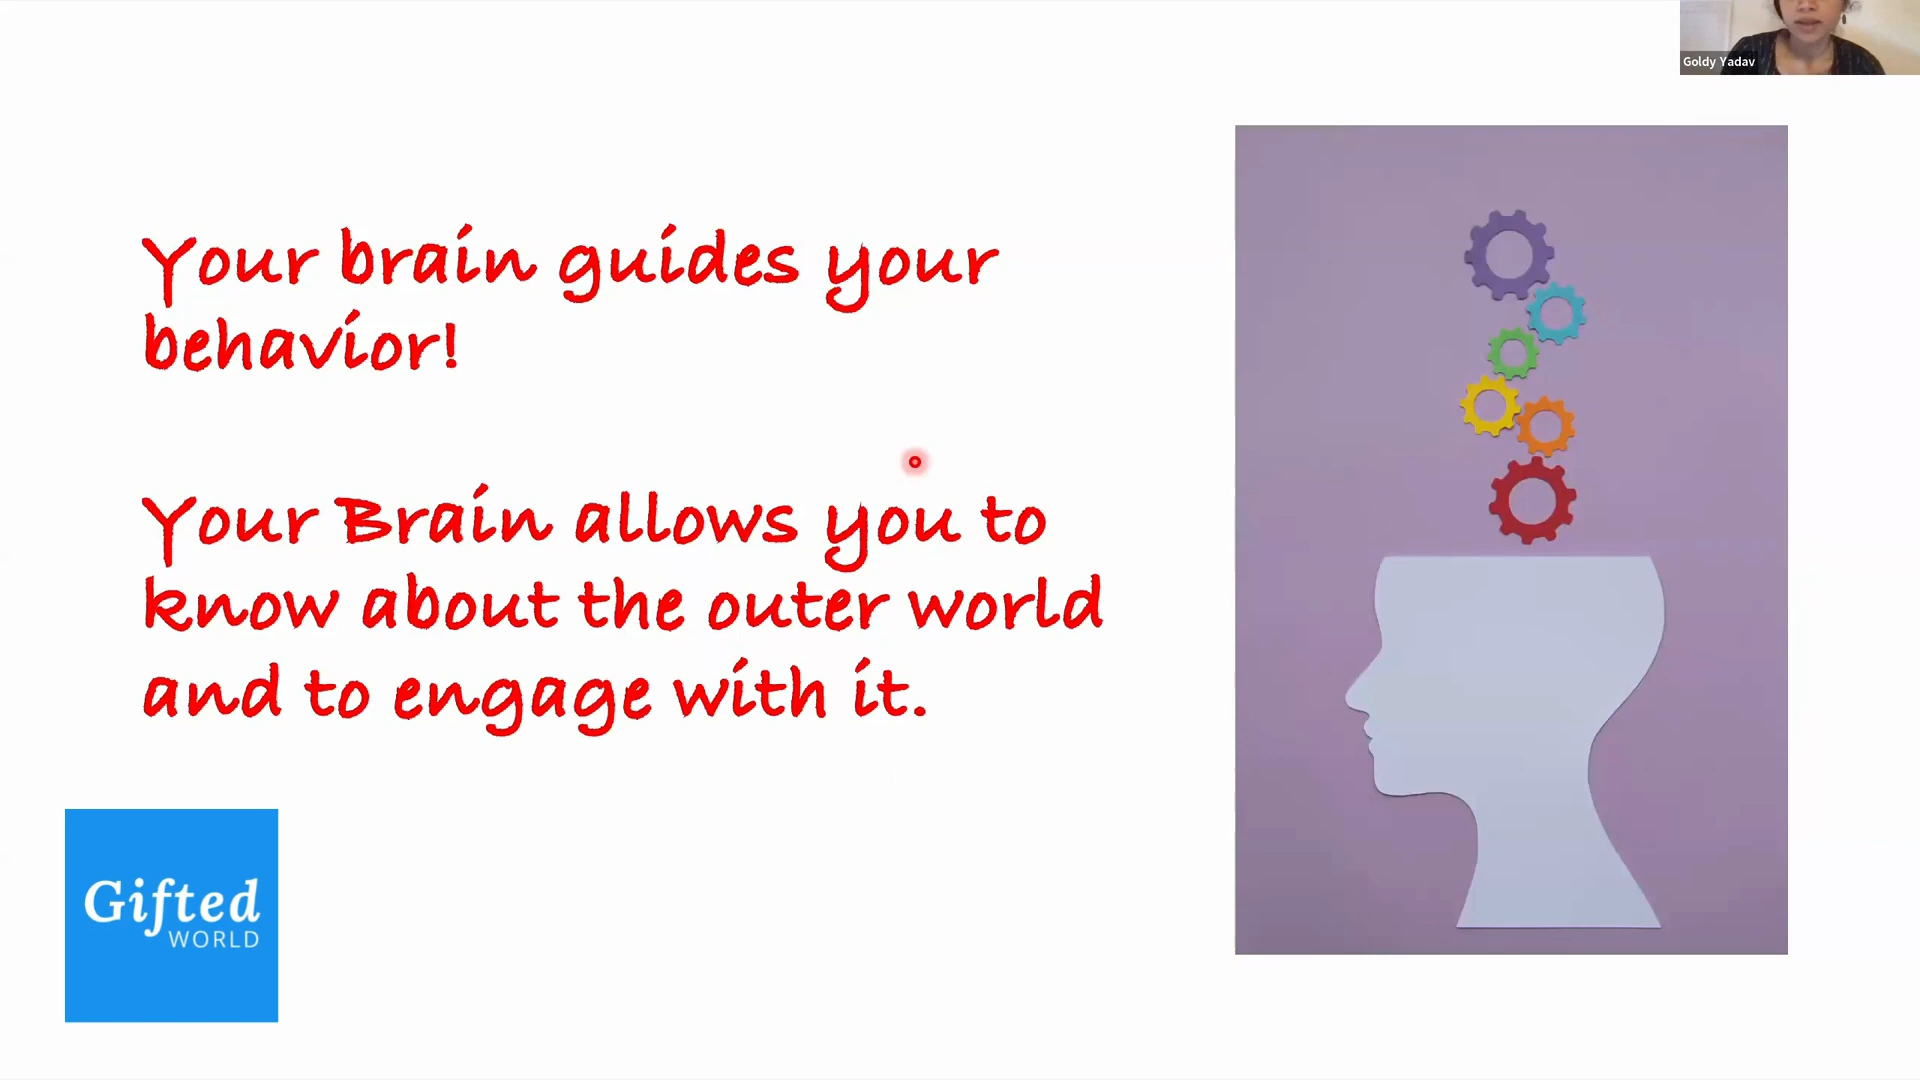 Goldy Yadav
Your brain guides your
behavior!
Your Brain allows you to
know about the outer world
and to engage with it.
Gifted
WORLD